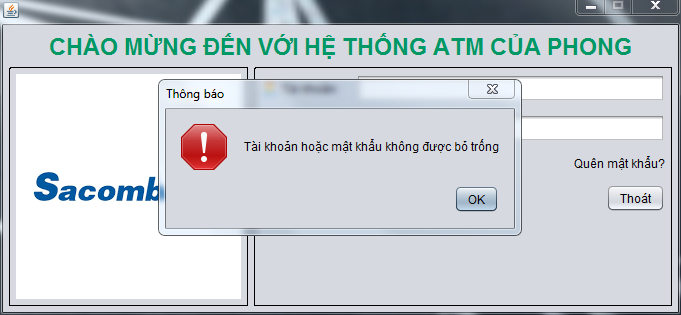 CHÀO MỪNG ĐẾN VỚI HỆ THỐNG ATM CỦA PHONG
Thông báo
Tài khoản
Tài khoản hoặc mật khẩu không được bỏ trống
Sacomb
Quên mật khẩu?
OK
Thoát